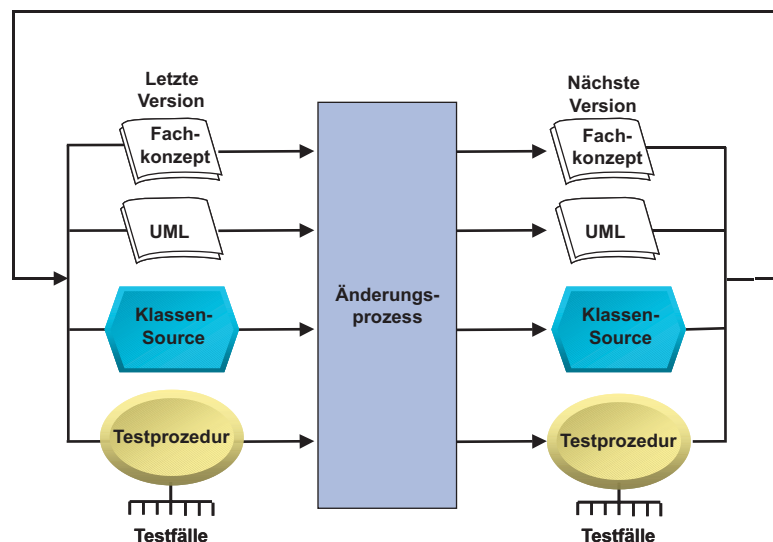 Letzte
Version
Fach-
konzept
UML
Klassen-
Source
Testprozedur
Testfälle
Änderungs-
prozess
Nächste
Version
Fach-
konzept
UML
Klassen-
Source
Testprozedur
Testfälle